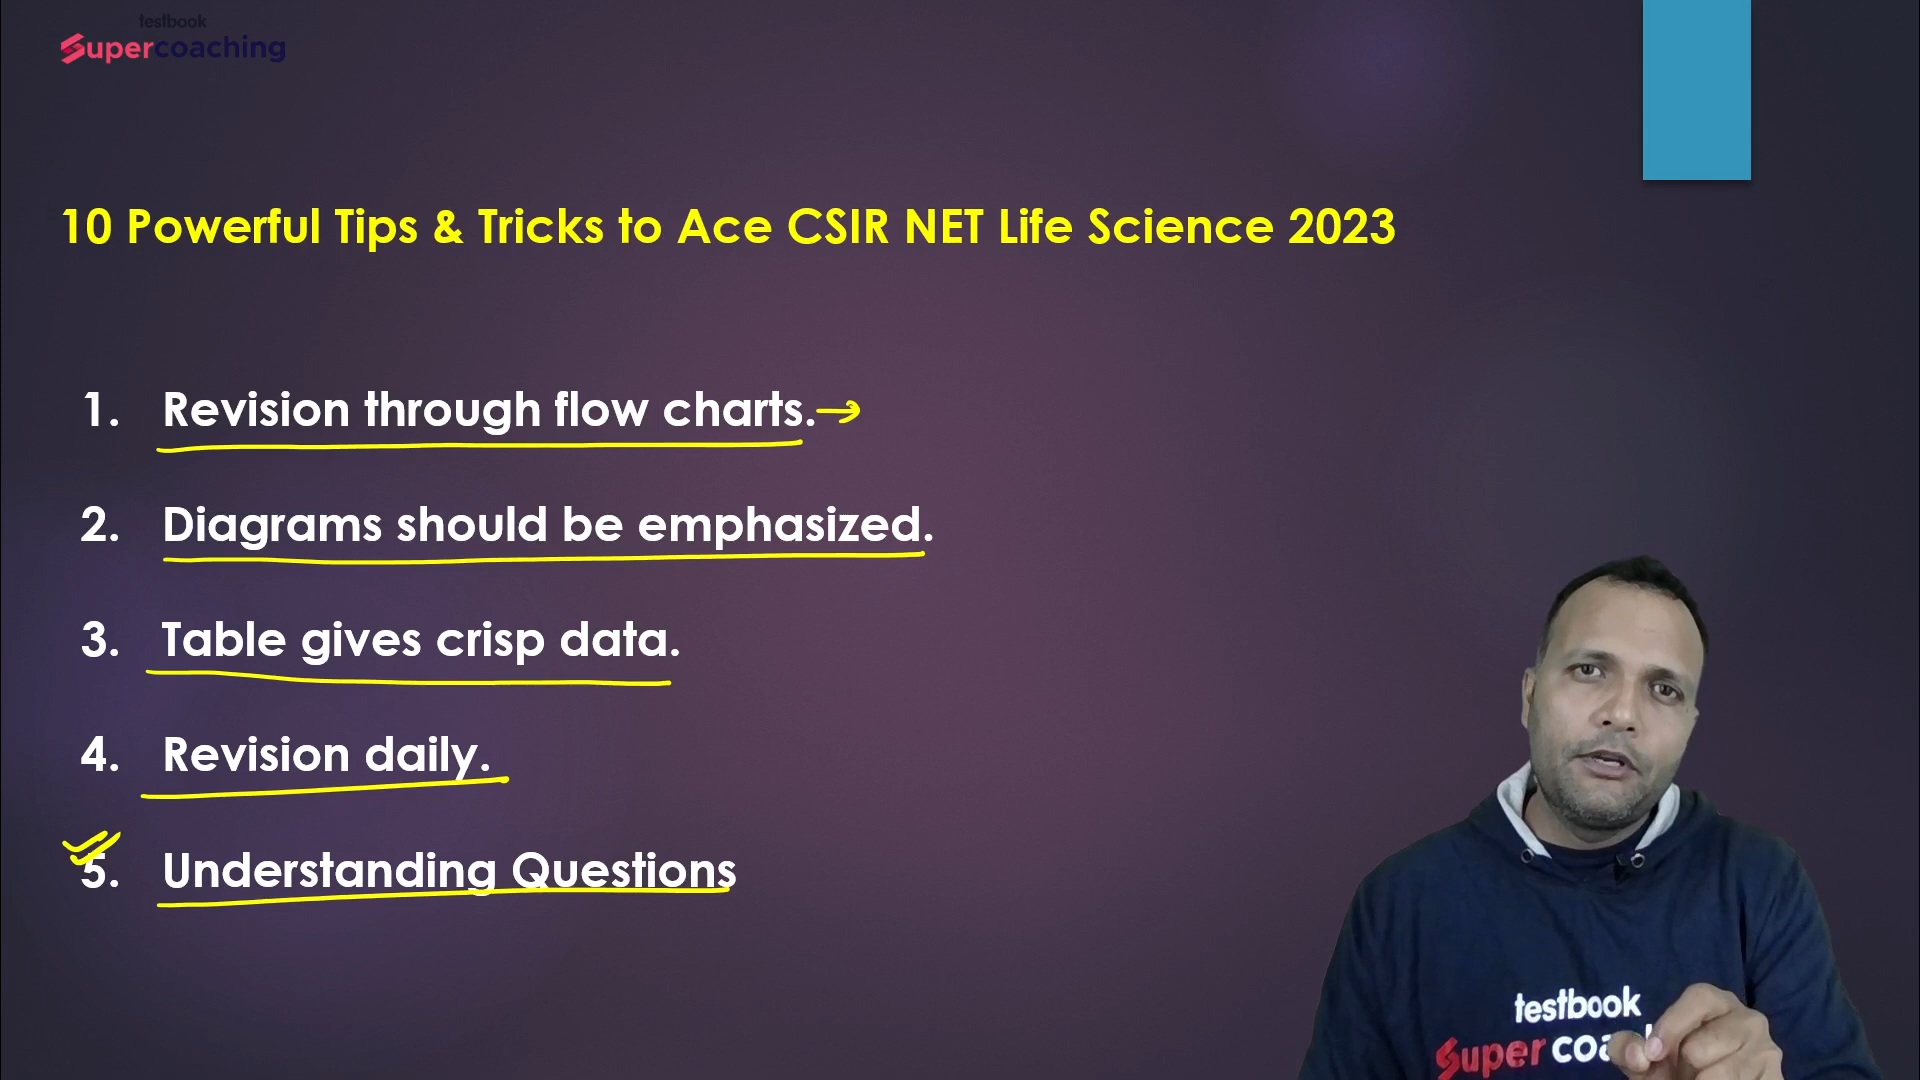 testbook
Supercoaching
10 Powerful Tips & Tricks to Ace CSIR NET Life Science 2023
1. Revision through flow charts.→
2. Diagrams should be emphasized.
3. Table gives crisp data.
4. Revision daily.
5. Understanding Questions
testbook
Super coa